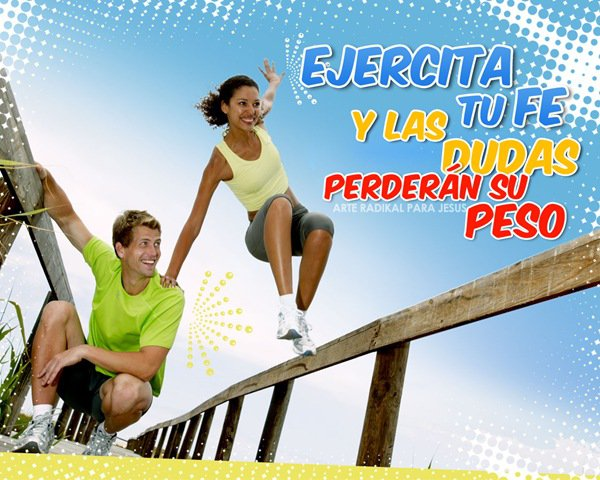 EJERCITA
TU FE
Y LAS
DUDAS
PERDERÁN SU
ARTE RADIKAL PARA JESUS
PESO